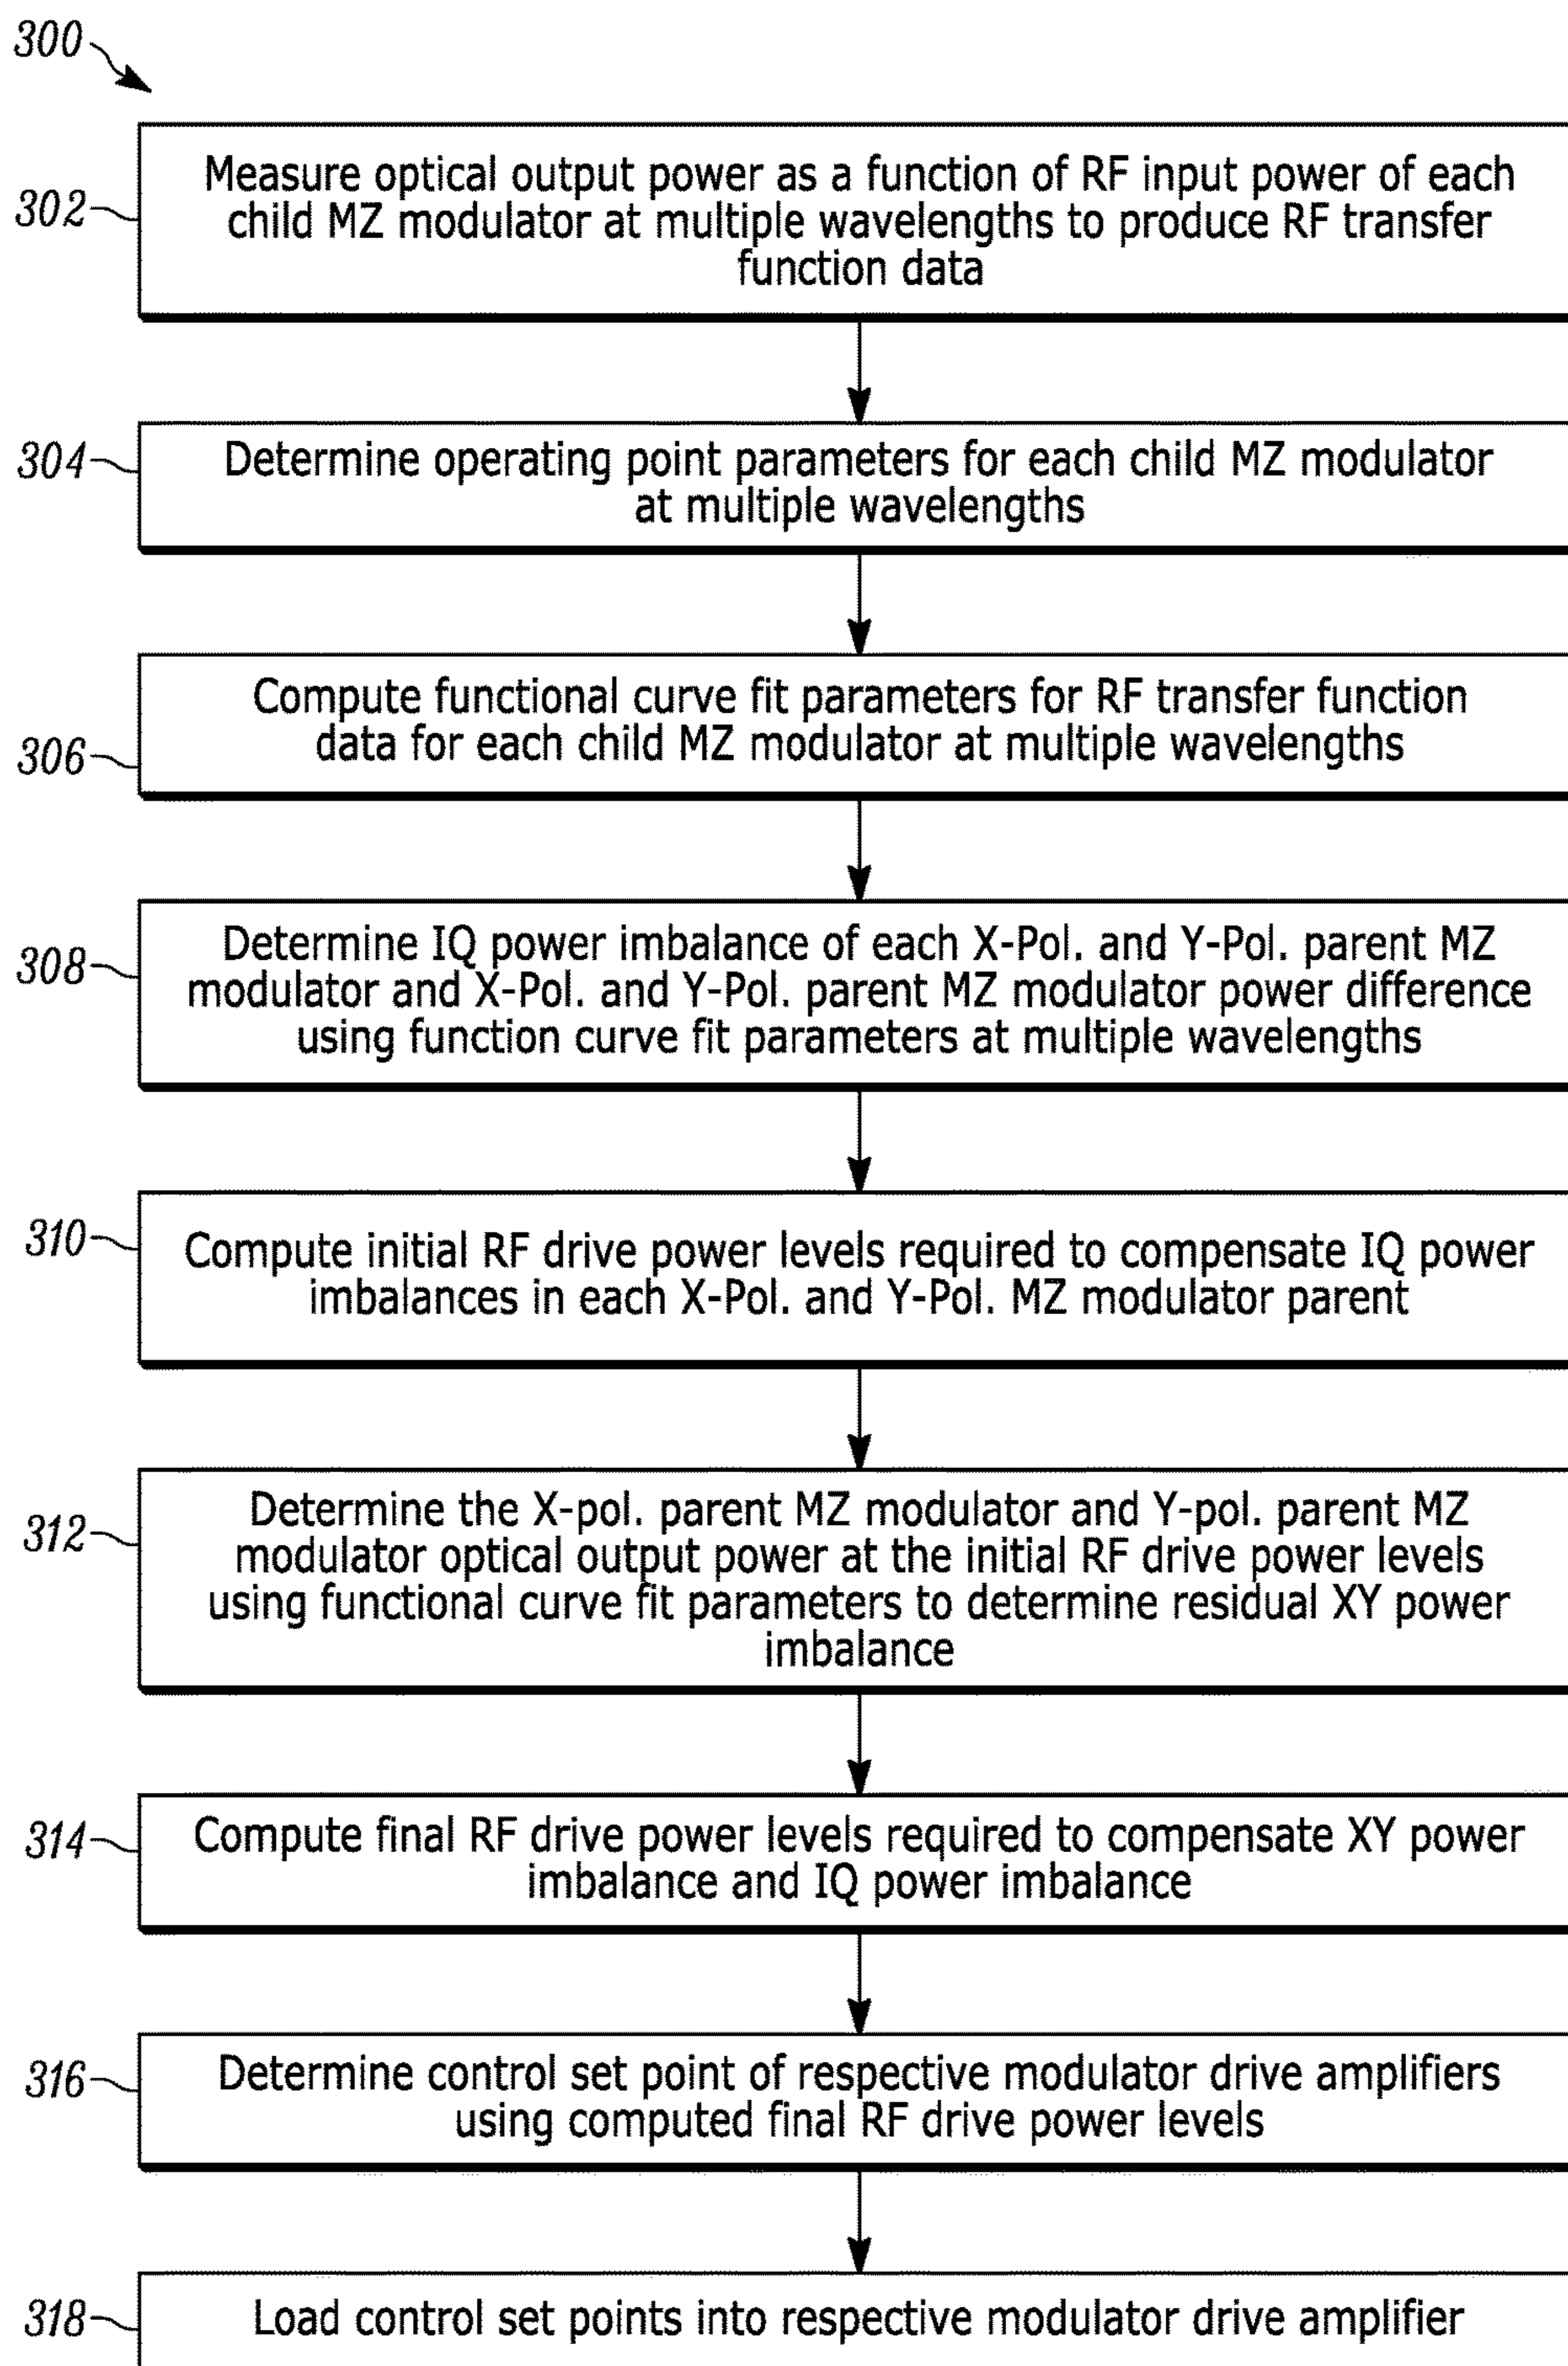 300
302
Measure optical output power as a function of RF input power of each
child MZ modulator at multiple wavelengths to produce RF transfer
function data
304
Determine operating point parameters for each child MZ modulator
at multiple wavelengths
306
Compute functional curve fit parameters for RF transfer function
data for each child MZ modulator at multiple wavelengths
308
Determine IQ power imbalance of each X-Pol. and Y-Pol. parent MZ
modulator and X-Pol. and Y-Pol. parent MZ modulator power difference
using function curve fit parameters at multiple wavelengths
310
Compute initial RF drive power levels required to compensate IQ power
imbalances in each X-Pol. and Y-Pol. MZ modulator parent
312
Determine the X-pol. parent MZ modulator and Y-pol. parent MZ
modulator optical output power at the initial RF drive power levels
using functional curve fit parameters to determine residual XY power
imbalance
314
Compute final RF drive power levels required to compensate XY power
imbalance and IQ power imbalance
316
Determine control set point of respective modulator drive amplifiers
using computed final RF drive power levels
318
Load control set points into respective modulator drive amplifier